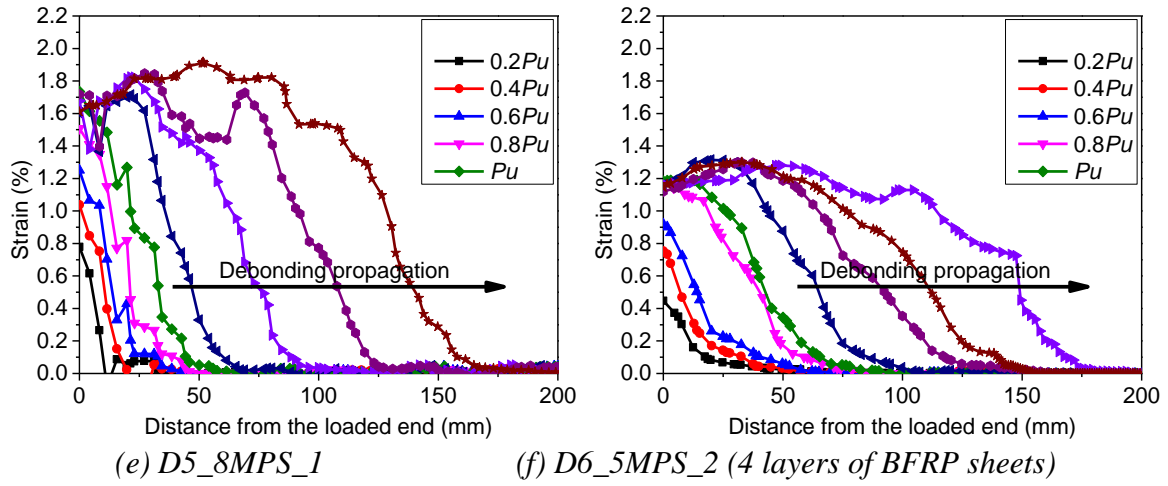 2.2
2.0
1.8
1.6
1.4
1.2
1.0
0.8
0.6
0.4
0.2
0.0
Strain (%)
0.2Pu
0.4Pu
0.6Pu
0.8Pu
Pu
Debonding propagation
0 50 100 150 200
Distance from the loaded end (mm)
(e) D5_8MPS_1
2.2
2.0
1.8
1.6
1.4
1.2
1.0
0.8
0.6
0.4
0.2
0.0
Strain (%)
0.2Pu
0.4Pu
0.6Pu
0.8Pu
Pu
Debonding propagation
0 50 100 150 200
Distance from the loaded end (mm)
(f) D6_5MPS_2 (4 layers of BFRP sheets)